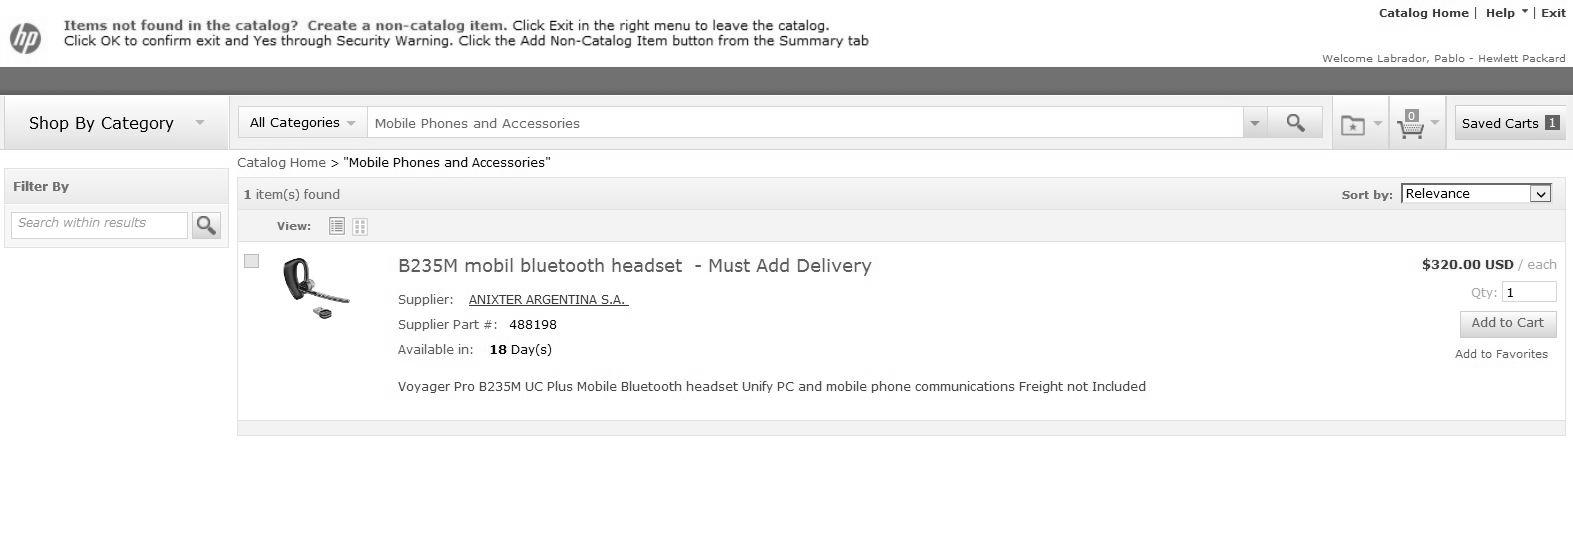 hp
Items not found in the catalog?  Create a non-catalog item. Click Exit in the right menu to leave the catalog.
Click OK to confirm exit and Yes through Security Warning. Click the Add Non-Catalog Item button from the Summary tab
Catalog Home | Help | Exit
Welcome Labrador, Pablo - Hewlett Packard
Shop By Category
All Categories
Mobile Phones and Accessories
0
Saved Carts 1
Catalog Home > "Mobile Phones and Accessories"
Filter By
Search within results
1 item(s) found
Sort by: Relevance
View:
B235M mobil bluetooth headset  - Must Add Delivery
$320.00 USD / each
Supplier: ANIXTER ARGENTINA S.A.
Qty: 1
Supplier Part #: 488198
Add to Cart
Available in: 18 Day(s)
Add to Favorites
Voyager Pro B235M UC Plus Mobile Bluetooth headset Unify PC and mobile phone communications Freight not Included